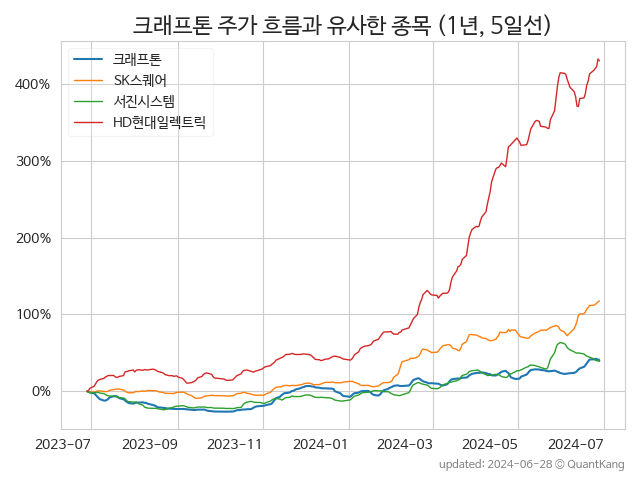 크래프톤 주가 흐름과 유사한 종목 (1년, 5일선)
크래프톤
SK스퀘어
서진시스템
HD현대일렉트릭
400%
300%
200%
100%
0%
2023-07 2023-09 2023-11 2024-01 2024-03 2024-05 2024-07
updated: 2024-06-28 © QuantKang